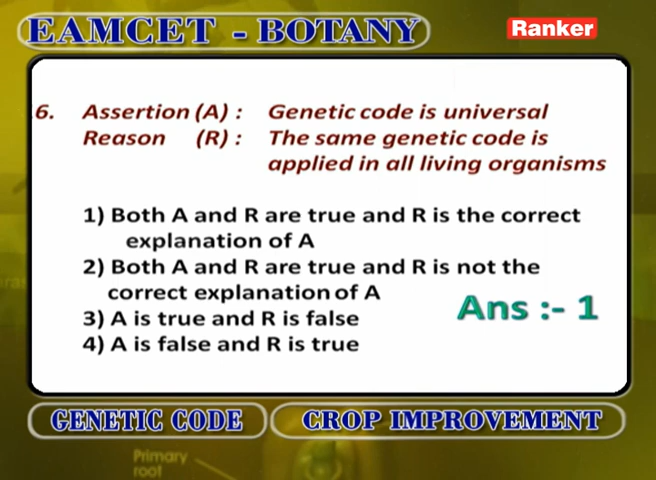 EAMCET - BOTANY
Ranker
6. Assertion (A) : Genetic code is universal
Reason (R) : The same genetic code is
applied in all living organisms
1) Both A and R are true and R is the correct
explanation of A
2) Both A and R are true and R is not the
correct explanation of A
3) A is true and R is false
4) A is false and R is true
Ans :- 1
GENETIC CODE
CROP IMPROVEMENT
Primary
root